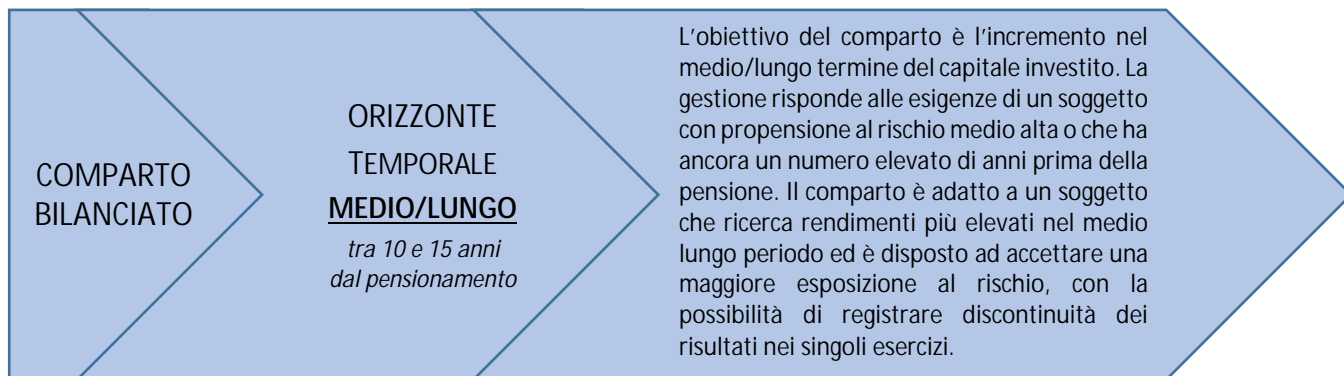 COMPARTO
BILANCIATO
ORIZZONTE
TEMPORALE
MEDIO/LUNGO
tra 10 e 15 anni
dal pensionamento
L'obiettivo del comparto è l'incremento nel
medio/lungo termine del capitale investito. La
gestione risponde alle esigenze di un soggetto
con propensione al rischio medio alta o che ha
ancora un numero elevato di anni prima della
pensione. Il comparto è adatto a un soggetto
che ricerca rendimenti più elevati nel medio
lungo periodo ed è disposto ad accettare una
maggiore esposizione al rischio, con la
possibilità di registrare discontinuità dei
risultati nei singoli esercizi.